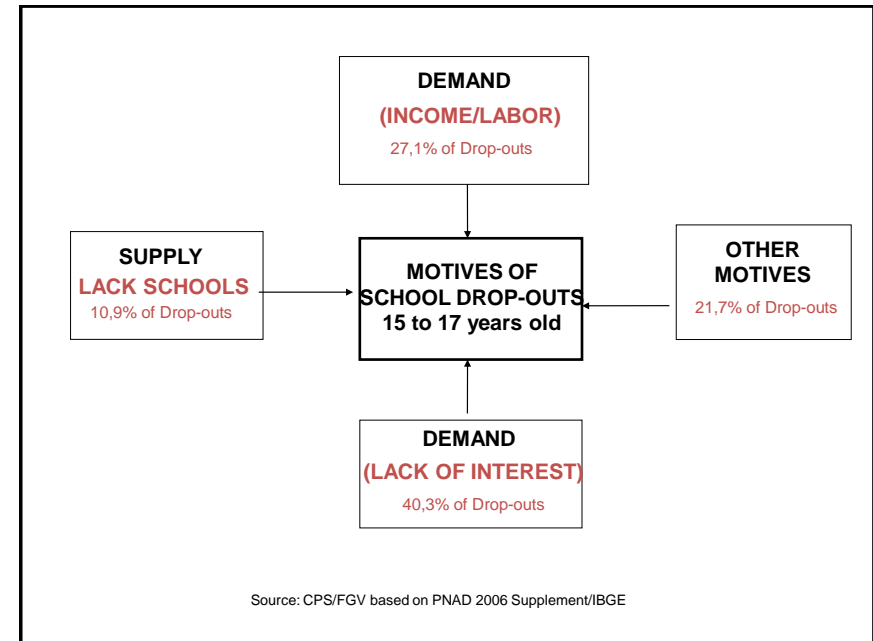 DEMAND
(INCOME/LABOR)
27,1% of Drop-outs
SUPPLY
LACK SCHOOLS
10,9% of Drop-outs
MOTIVES OF
SCHOOL DROP-OUTS
15 to 17 years old
OTHER
MOTIVES
21,7% of Drop-outs
DEMAND
(LACK OF INTEREST)
40,3% of Drop-outs
Source: CPS/FGV based on PNAD 2006 Supplement/IBGE